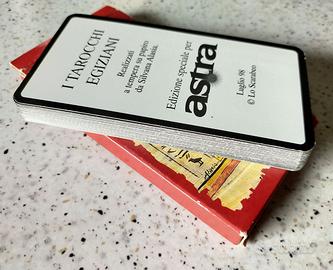 I TAROCCHI
EGIZIANI
Realizzati
a tempera su papiro
da Silvana Alasia.
Edizione speciale per
astra
Luglio 98
© Lo Scarabeo